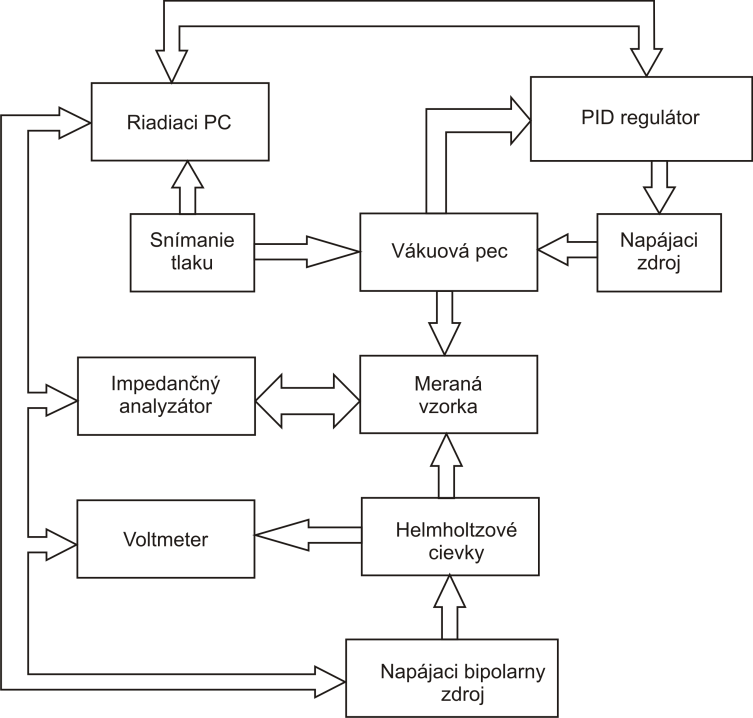 Riadiaci PC
PID regulátor
Snímanie
tlaku
Vákuová pec
Napájaci
zdroj
Impedančný
analyzátor
Meraná
vzorka
Voltmeter
Helmholtzové
cievky
Napájaci bipolarny
zdroj